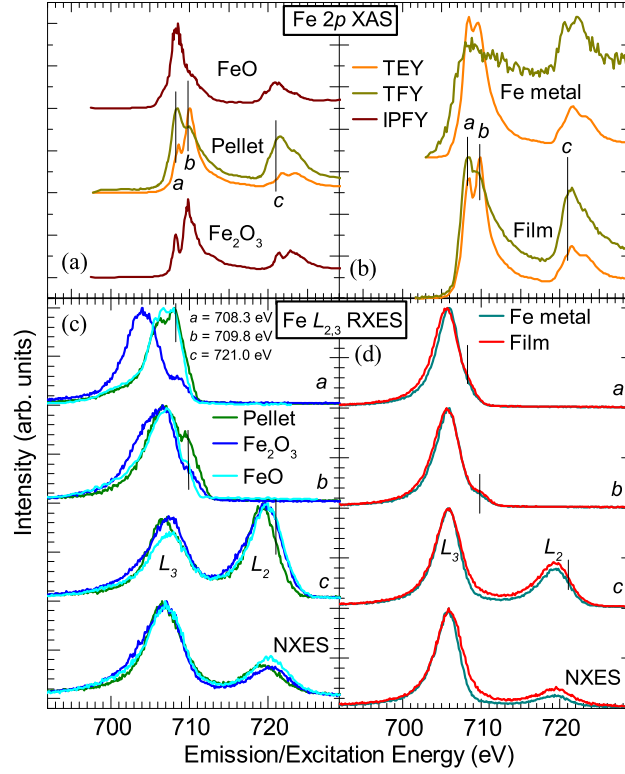 Fe 2p XAS
FeO
Pellet
a
b
c
Fe₂O₃
(a)
TEY
TFY
IPFY
Fe metal
a
b
c
Film
(b)
(c)
a = 708.3 eV
b = 709.8 eV
c = 721.0 eV
Fe L₂,₃ RXES
(d)
Fe metal
Film
a
a
Pellet
Fe₂O₃
FeO
b
b
L₃
L₂
c
L₃
L₂
c
NXES
NXES
700 710 720
700 710 720
Intensity (arb. units)
Emission/Excitation Energy (eV)